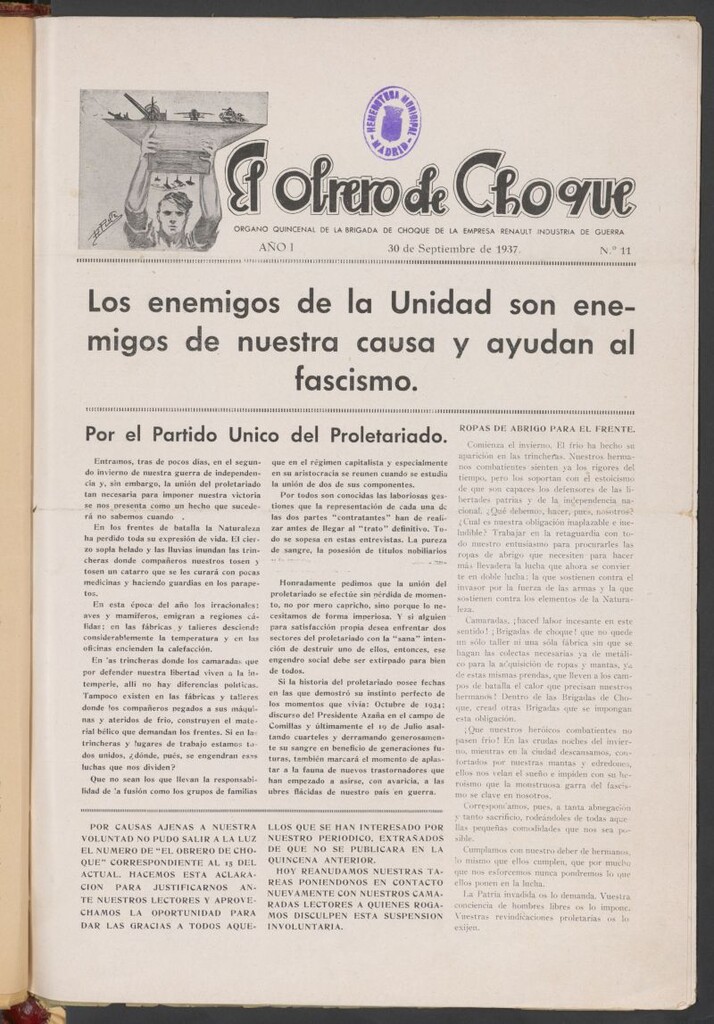 HEMEROTECA MUNICIPAL
MADRID
El Obrero de Choque
ORGANO QUINCENAL DE LA BRIGADA DE CHOQUE DE LA EMPRESA RENAULT INDUSTRIA DE GUERRA
AÑO I 30 de Septiembre de 1937. N.º 11
Los enemigos de la Unidad son ene-
migos de nuestra causa y ayudan al
fascismo.
Por el Partido Unico del Proletariado.
Entramos, tras de pocos días, en el segun-
do invierno de nuestra guerra de independen-
cia y, sin embargo, la unión del proletariado
tan necesaria para imponer nuestra victoria
se nos presenta como un hecho que sucede-
rá no sabemos cuando .
En los frentes de batalla la Naturaleza
ha perdido toda su expresión de vida. El cier-
zo sopla helado y las lluvias inundan las trin-
cheras donde compañeros nuestros tosen y
tosen un catarro que se les curará con pocas
medicinas y haciendo guardias en los parape-
tos.
En esta época del año los irracionales:
aves y mamíferos, emigran a regiones cá-
lidas; en las fábricas y talleres desciende
considerablemente la temperatura y en las
oficinas encienden la calefacción.
En las trincheras donde los camaradas que
por defender nuestra libertad viven a la in-
temperie, allí no hay diferencias políticas.
Tampoco existen en las fábricas y talleres
donde los compañeros pegados a sus máqui-
nas y ateridos de frío, construyen el mate-
rial bélico que demandan los frentes. Si en las
trincheras y lugares de trabajo estamos to-
dos unidos, ¿dónde, pués, se engendran esas
luchas que nos dividen?
Que no sean los que llevan la responsabi-
lidad de la fusión como los grupos de familias
que en el régimen capitalista y especialmente
en su aristocracia se reunen cuando se estudia
la unión de dos de sus componentes.
Por todos son conocidas las laboriosas ges-
tiones que la representación de cada una de
las dos partes "contratantes" han de reali-
zar antes de llegar al "trato" definitivo. To-
do se sopesa en estas entrevistas. La pureza
de sangre, la posesión de títulos nobiliarios
Honradamente pedimos que la unión del
proletariado se efectúe sin pérdida de momen-
to, no por mero capricho, sino porque lo ne-
cesitamos de forma imperiosa. Y si alguien
para satisfacción propia desea enfrentar dos
sectores del proletariado con la "sana" inten-
ción de destruir uno de ellos, entonces, ese
engendro social debe ser extirpado para bien
de todos.
Si la historia del proletariado posee fechas
en las que demostró su instinto perfecto de
los momentos que vivía: Octubre de 1934;
discurso del Presidente Azaña en el campo de
Comillas y últimamente el 19 de Julio asal-
tando cuarteles y derramando generosamen-
te su sangre en beneficio de generaciones fu-
turas, también marcará el momento de aplas-
tar a la fauna de nuevos trastornadores que
han empezado a asirse, con avaricia, a las
ubres flácidas de nuestro país en guerra.
ROPAS DE ABRIGO PARA EL FRENTE.
Comienza el invierno. El frío ha hecho su
aparición en las trincheras. Nuestros herma-
nos combatientes sienten ya los rigores del
tiempo, pero los soportan con el estoicismo
de que son capaces los defensores de las li-
bertades patrias y de la independencia na-
cional. ¿Qué debemos, hacer, pues, nosotros?
¿Cuál es nuestra obligación inaplazable e ine-
ludible? Trabajar en la retaguardia con to-
do nuestro entusiasmo para procurarles las
ropas de abrigo que necesiten para hacer
más llevadera la lucha que ahora se convier-
te en doble lucha: la que sostienen contra el
invasor por la fuerza de las armas y la que
sostienen contra los elementos de la Natura-
leza.
Camaradas, ¡haced labor incesante en este
sentido! ¡Brigadas de choque! que no quede
un sólo taller ni una sóla fábrica sin que se
hagan las colectas necesarias ya de metálico
para la adquisición de ropas y mantas, ya
de estas mismas prendas, que lleven a los cam-
pos de batalla el calor que precisan nuestros
hermanos! Dentro de las Brigadas de Cho-
que, cread otras Brigadas que se impongan
esta obligación.
¡Que nuestros heróicos combatientes no
pasen frío! En las crudas noches del invier-
no, mientras en la ciudad descansamos, con-
fortados por nuestras mantas y edredones,
ellos nos velan el sueño e impiden con su he-
roísmo que la monstruosa garra del fascis-
mo se clave en nosotros.
Correspondamos, pues, a tanta abnegación
y tanto sacrificio, rodeándoles de todas aque-
llas pequeñas comodidades que nos sea po-
sible.
Cumplamos con nuestro deber de hermanos,
lo mismo que ellos cumplen, que por mucho
que nos esforcemos nunca pondremos lo que
ellos ponen en la lucha.
La Patria invadida os lo demanda. Vuestra
conciencia de hombres libres os lo impone.
Vuestras revindicaciones proletarias os lo
exijen.
POR CAUSAS AJENAS A NUESTRA
VOLUNTAD NO PUDO SALIR A LA LUZ
EL NUMERO DE "EL OBRERO DE CHO-
QUE" CORRESPONDIENTE AL 15 DEL
ACTUAL. HACEMOS ESTA ACLARA-
CION PARA JUSTIFICARNOS AN-
TE NUESTROS LECTORES Y APROVE-
CHAMOS LA OPORTUNIDAD PARA
DAR LAS GRACIAS A TODOS AQUE-
LLOS QUE SE HAN INTERESADO POR
NUESTRO PERIODICO, EXTRAÑADOS
DE QUE NO SE PUBLICARA EN LA
QUINCENA ANTERIOR.
HOY REANUDAMOS NUESTRAS TA-
REAS PONIENDONOS EN CONTACTO
NUEVAMENTE CON NUESTROS CAMA-
RADAS LECTORES A QUIENES ROGA-
MOS DISCULPEN ESTA SUSPENSION
INVOLUNTARIA.